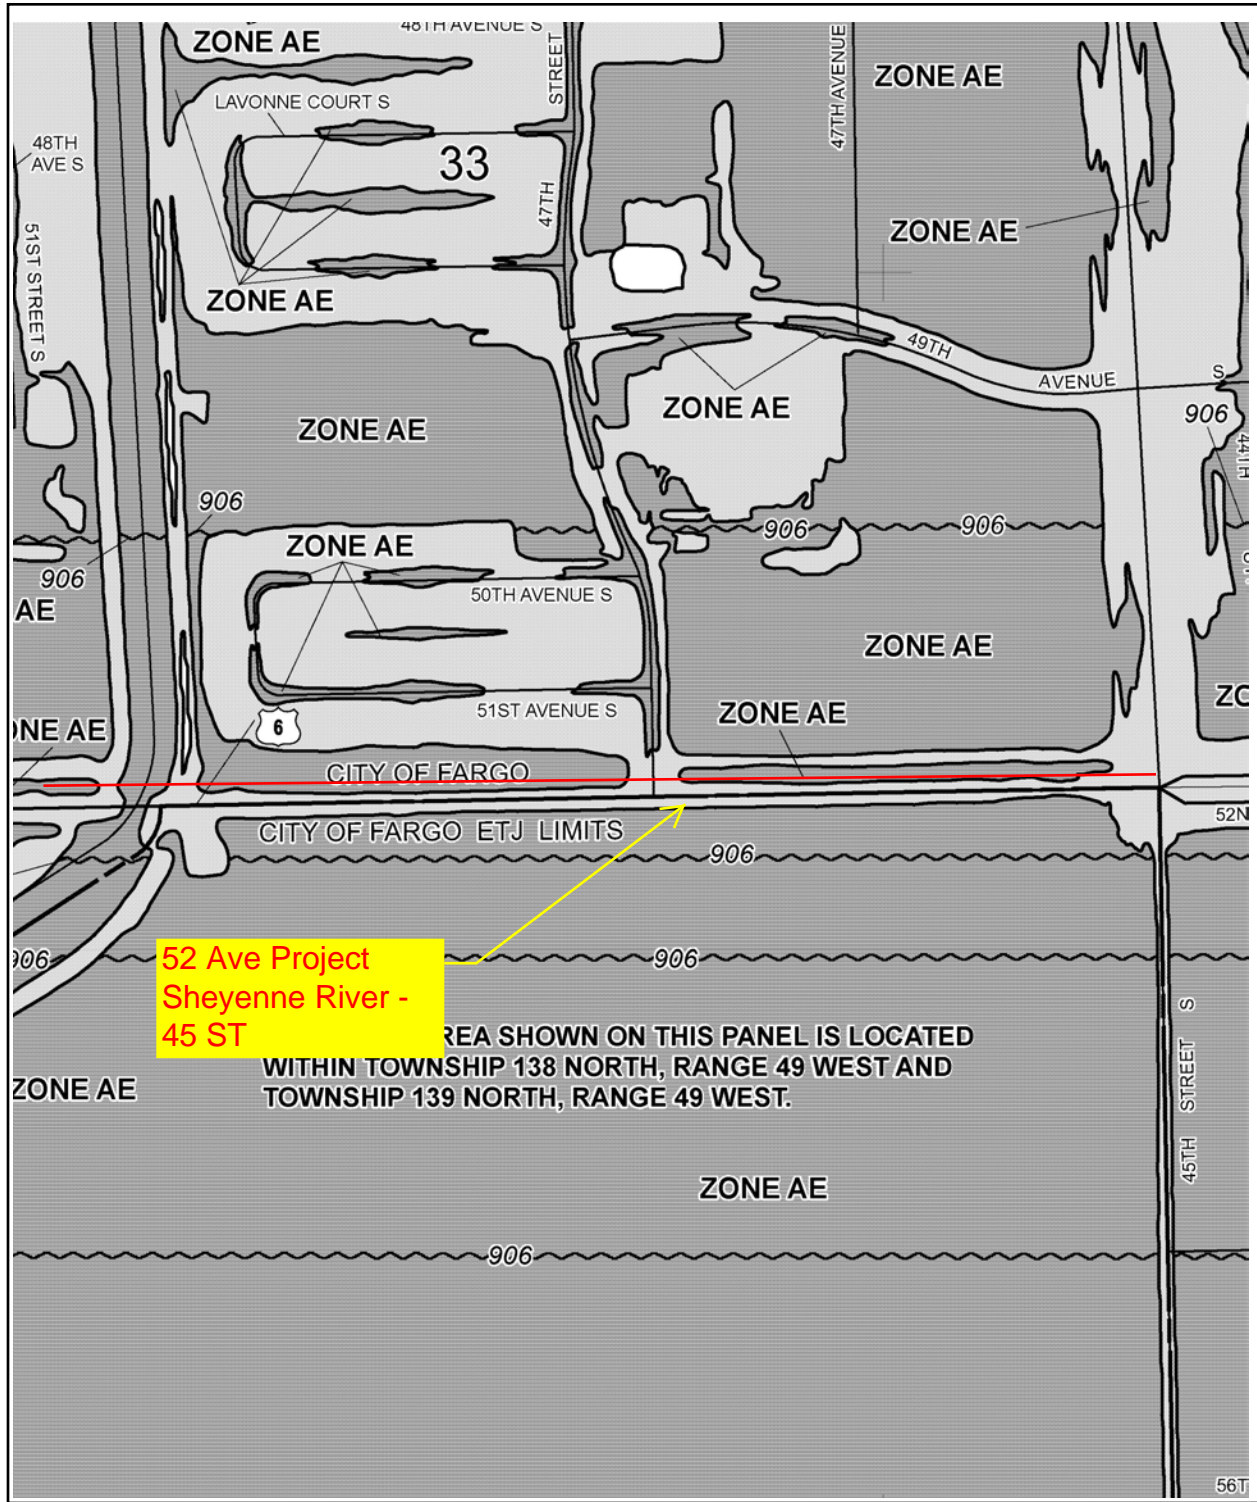 48TH AVENUE S
ZONE AE
STREET
47TH AVENUE
ZONE AE
LAVONNE COURT S
48TH
AVE S
33
47TH
ZONE AE
51ST STREET S
ZONE AE
49TH
AVENUE
S
ZONE AE
906
ZONE AE
44TH
906
906
906
ZONE AE
906
50TH AVENUE S
AE
ZONE AE
51ST AVENUE S
ZONE AE
6
CITY OF FARGO
52N
CITY OF FARGO ETJ LIMITS
906
906
906
52 Ave Project
Sheyenne River -
45 ST
REA SHOWN ON THIS PANEL IS LOCATED
WITHIN TOWNSHIP 138 NORTH, RANGE 49 WEST AND
TOWNSHIP 139 NORTH, RANGE 49 WEST.
ZONE AE
45TH STREET S
ZONE AE
906
56T